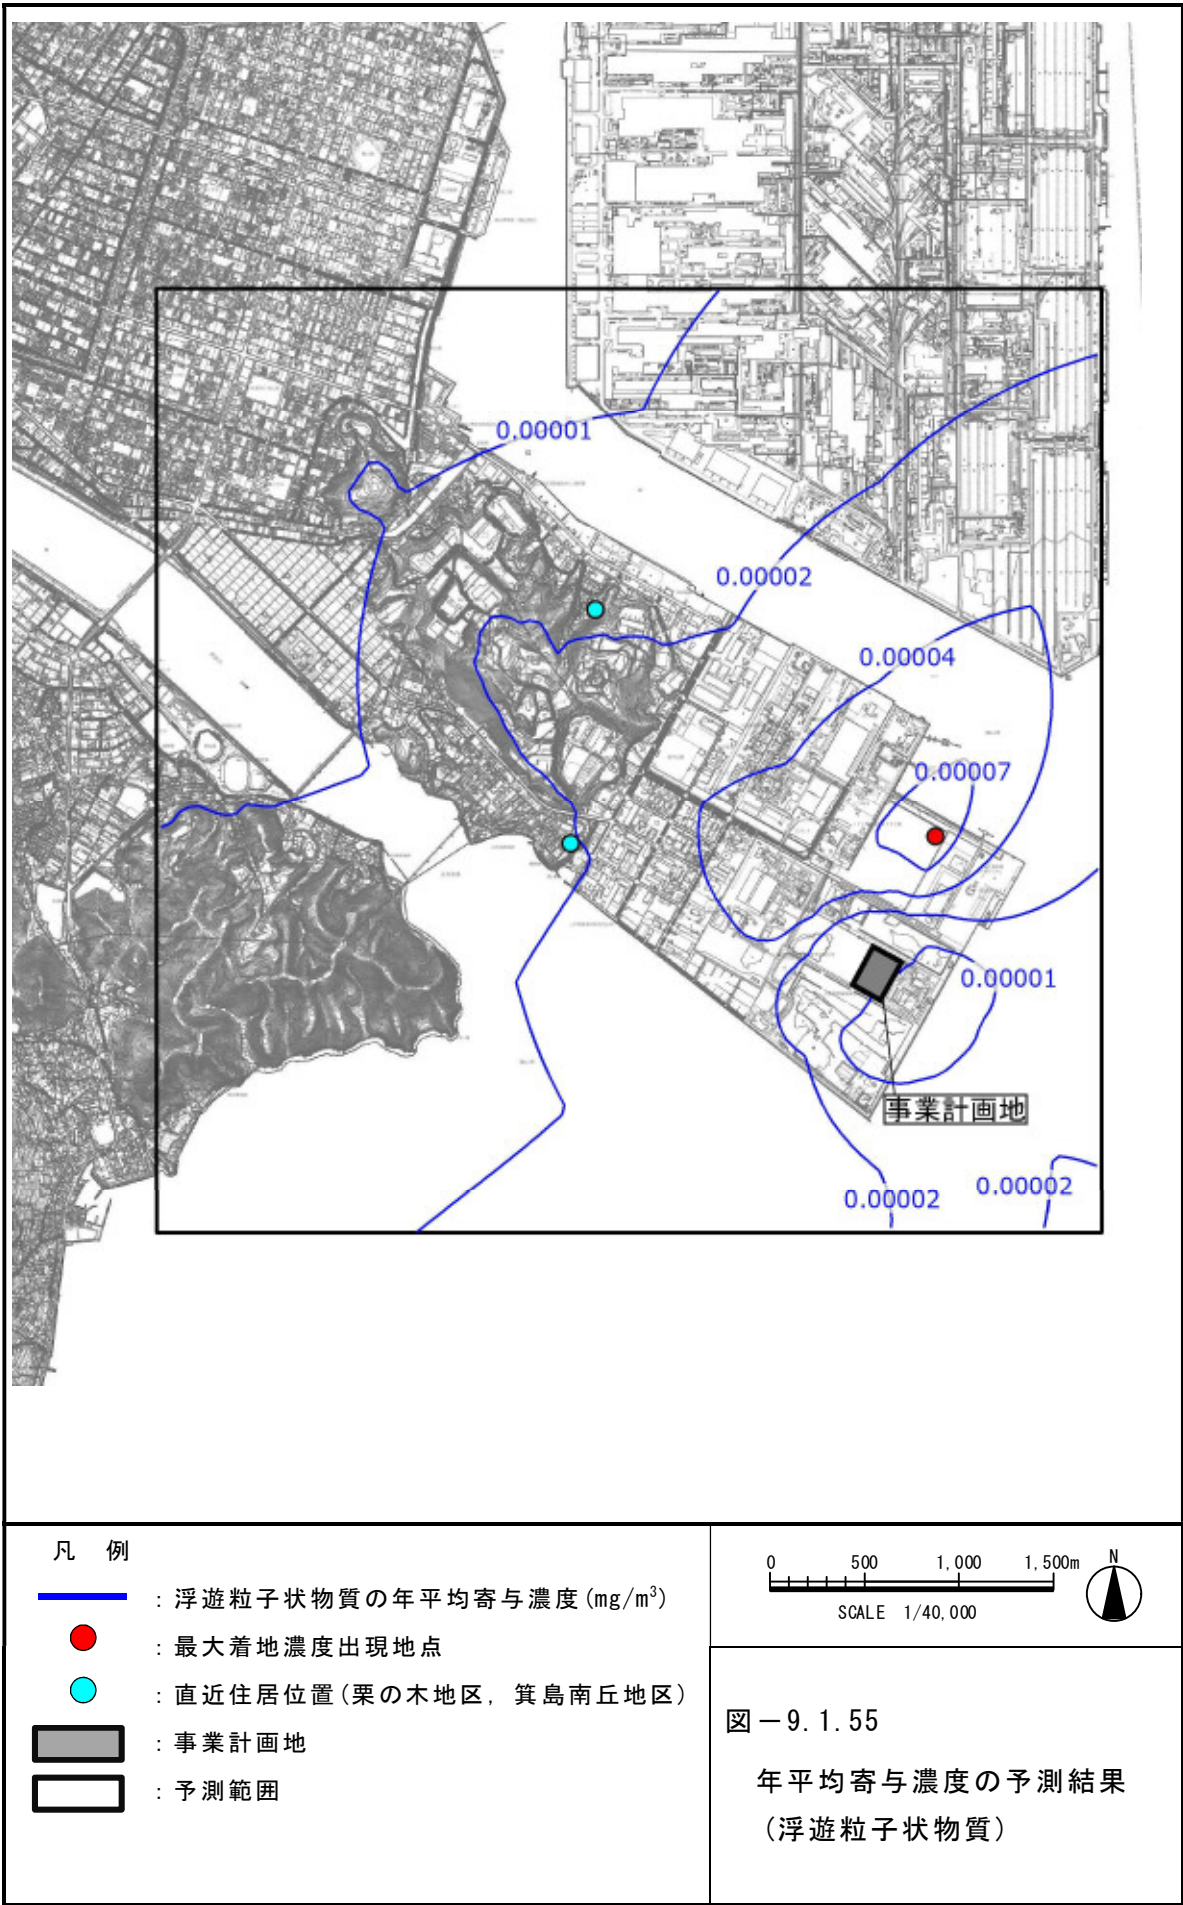 0.00001
0.00002
0.00004
0.00007
0.00001
事業計画地
0.00002
0.00002
凡 例
: 浮遊粒子状物質の年平均寄与濃度(mg/m³)
: 最大着地濃度出現地点
: 直近住居位置(栗の木地区, 箕島南丘地区)
: 事業計画地
: 予測範囲
0 500 1,000 1,500m
N
SCALE 1/40,000
図－9.1.55
年平均寄与濃度の予測結果
(浮遊粒子状物質)